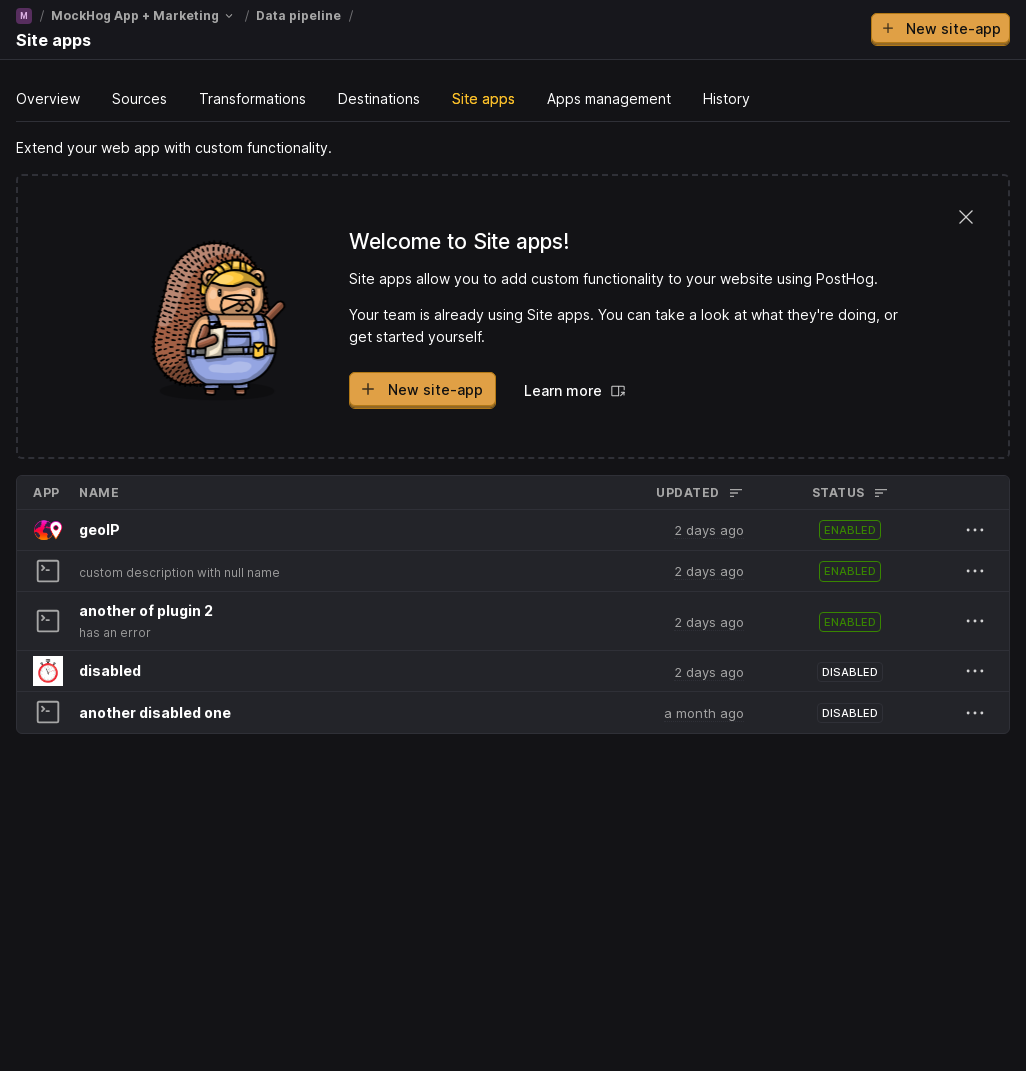 M / MockHog App + Marketing / Data pipeline /
Site apps
New site-app
Overview Sources Transformations Destinations Site apps Apps management History
Extend your web app with custom functionality.
Welcome to Site apps!
Site apps allow you to add custom functionality to your website using PostHog.
Your team is already using Site apps. You can take a look at what they're doing, or
get started yourself.
New site-app Learn more
APP NAME UPDATED STATUS
geoIP 2 days ago ENABLED
custom description with null name 2 days ago ENABLED
another of plugin 2
has an error 2 days ago ENABLED
disabled 2 days ago DISABLED
another disabled one a month ago DISABLED